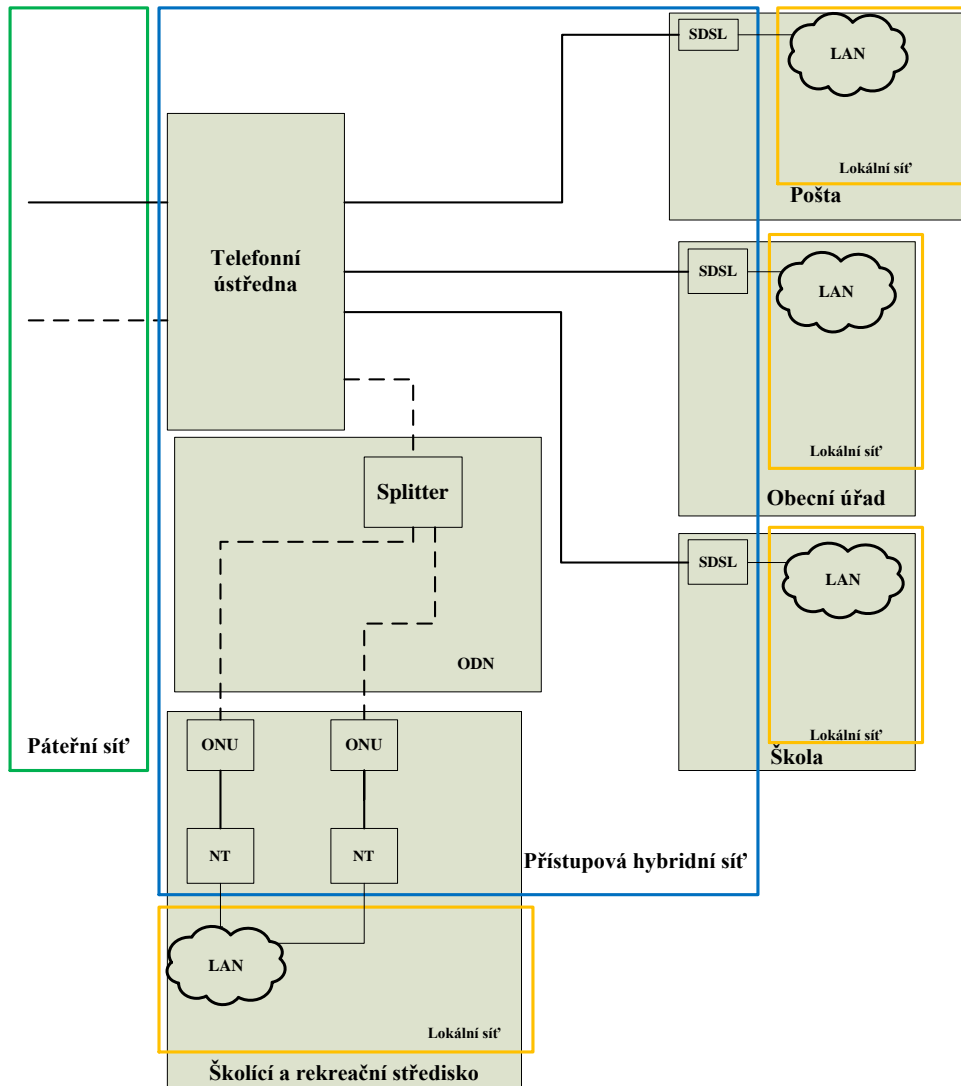 SDSL
LAN
Lokální síť
Pošta
Telefonní
ústředna
SDSL
LAN
Lokální síť
Obecní úřad
Splitter
ODN
SDSL
LAN
Lokální síť
Škola
Páteřní síť
ONU
ONU
NT
NT
Přístupová hybridní síť
LAN
Lokální síť
Školící a rekreační středisko